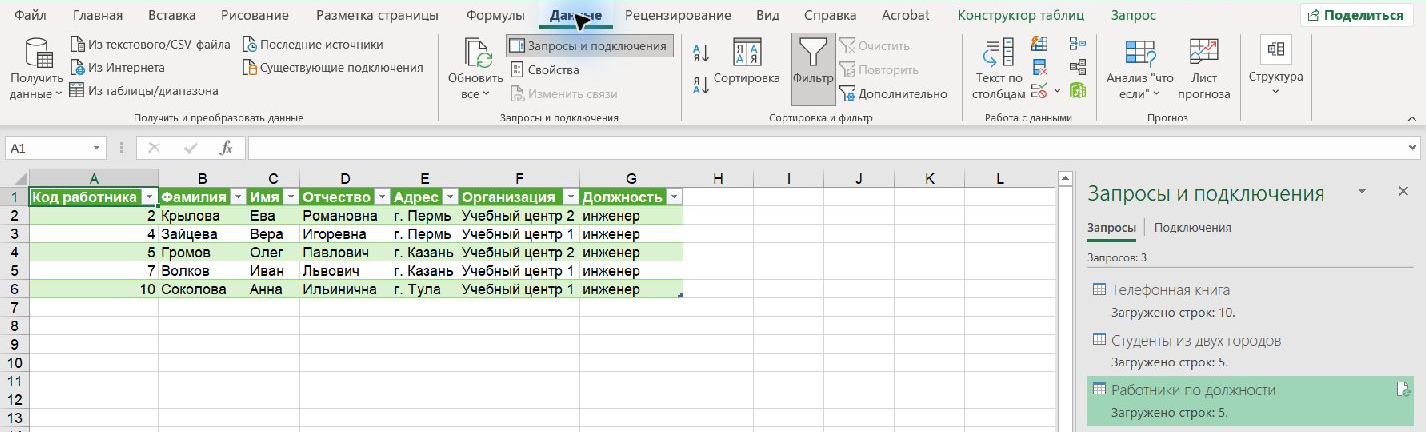 Файл Главная Вставка Рисование Разметка страницы Формулы Данные Рецензирование Вид Справка Acrobat Конструктор таблиц Запрос Поделиться
Получить данные
Из текстового/CSV-файла
Из Интернета
Из таблицы/диапазона
Последние источники
Существующие подключения
Получить и преобразовать данные
Обновить все
Запросы и подключения
Свойства
Изменить связи
Запросы и подключения
А Я
Я А
Сортировка
Фильтр
Очистить
Повторить
Дополнительно
Сортировка и фильтр
Текст по столбцам
Работа с данными
Анализ "что если"
Лист прогноза
Прогноз
Структура
A1 fx
A B C D E F G H I J K L
1 Код работника Фамилия Имя Отчество Адрес Организация Должность
2 2 Крылова Ева Романовна г. Пермь Учебный центр 2 инженер
3 4 Зайцева Вера Игоревна г. Пермь Учебный центр 1 инженер
4 5 Громов Олег Павлович г. Казань Учебный центр 2 инженер
5 7 Волков Иван Львович г. Казань Учебный центр 1 инженер
6 10 Соколова Анна Ильинична г. Тула Учебный центр 1 инженер
7
8
9
10
11
12
13
Запросы и подключения
Запросы | Подключения
Запросов: 3
Телефонная книга
Загружено строк: 10.
Студенты из двух городов
Загружено строк: 5.
Работники по должности
Загружено строк: 5.